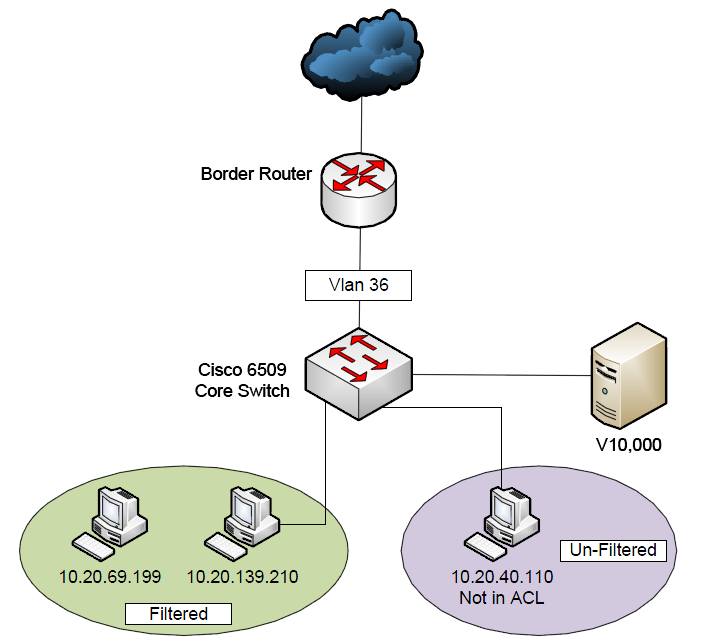 Border Router
Vlan 36
Cisco 6509
Core Switch
V10,000
10.20.69.199
10.20.139.210
Filtered
Un-Filtered
10.20.40.110
Not in ACL